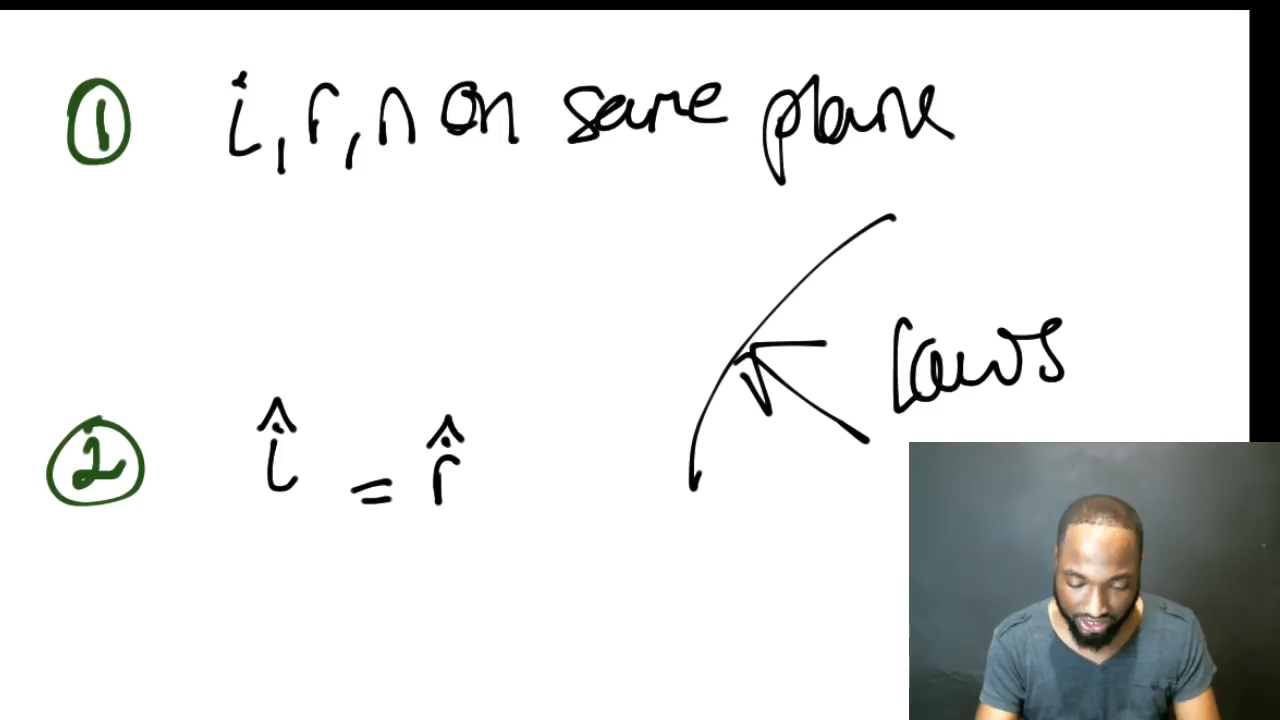 ① i, r, n on same plane
laws
② î = r̂